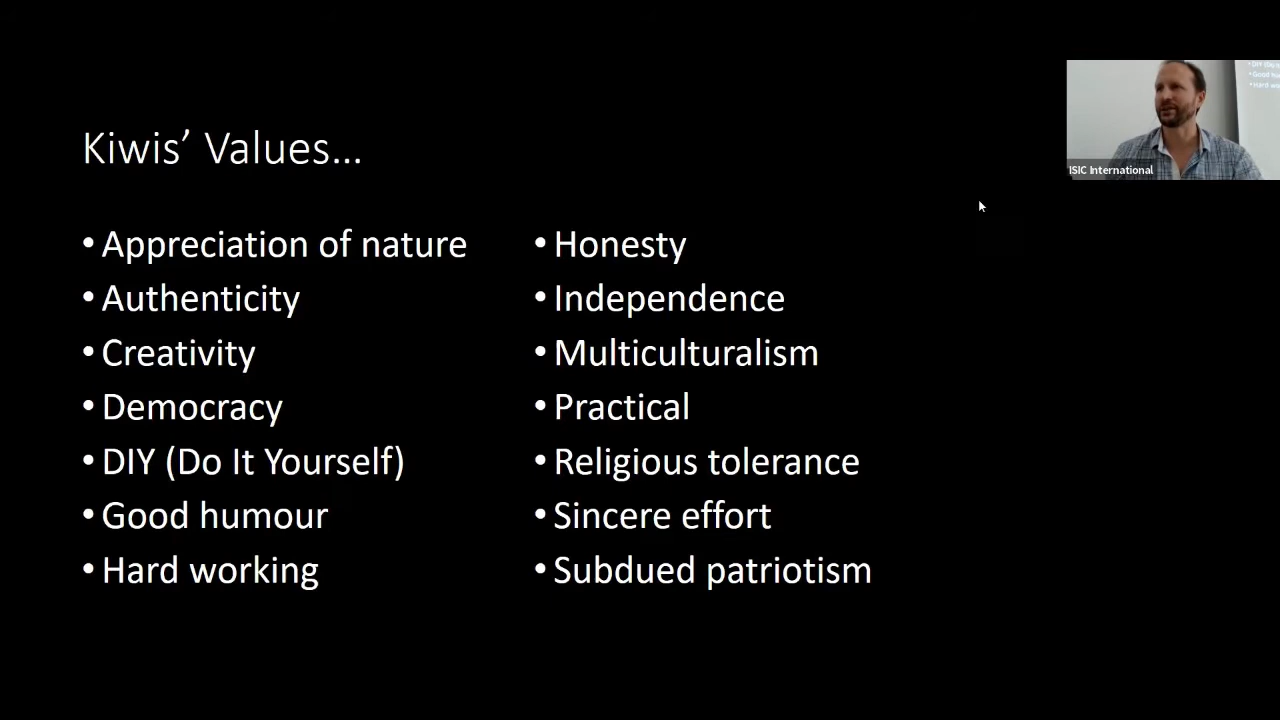 Kiwis’ Values…
• Appreciation of nature
• Authenticity
• Creativity
• Democracy
• DIY (Do It Yourself)
• Good humour
• Hard working
• Honesty
• Independence
• Multiculturalism
• Practical
• Religious tolerance
• Sincere effort
• Subdued patriotism
ISIC International